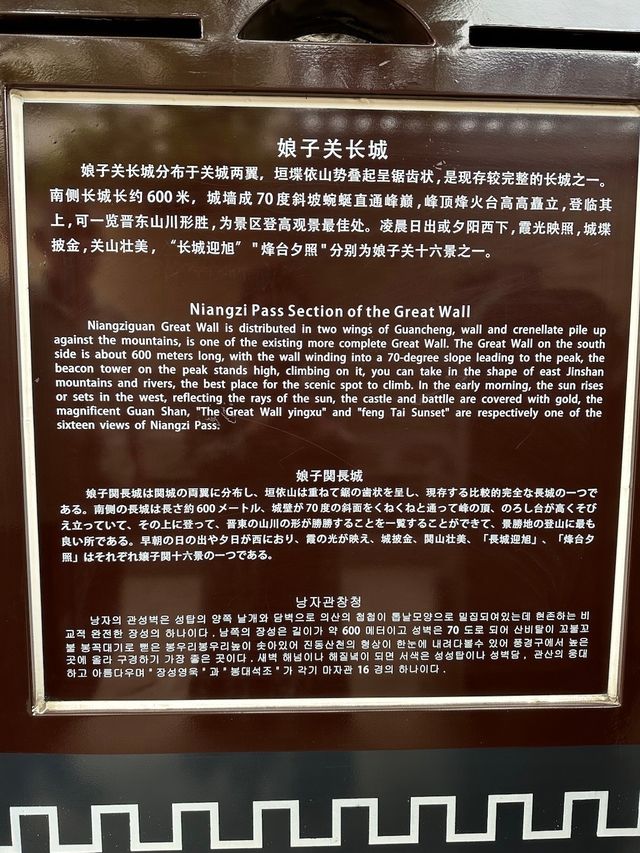 娘子关长城
娘子关长城分布于关城两翼，垣堞依山势叠起呈锯齿状，是现存较完整的长城之一。
南侧长城长约600米，城墙成70度斜坡蜿蜒直通峰巅，峰顶烽火台高高矗立，登临其
上，可一览晋东山川形胜，为景区登高观景最佳处。凌晨日出或夕阳西下，霞光映照，城堞
披金，关山壮美，“长城迎旭”"烽台夕照"分别为娘子关十六景之一。
Niangzi Pass Section of the Great Wall
Niangziguan Great Wall is distributed in two wings of Guancheng, wall and crenellate pile up
against the mountains, is one of the existing more complete Great Wall. The Great Wall on the south
side is about 600 meters long, with the wall winding into a 70-degree slope leading to the peak, the
beacon tower on the peak stands high, climbing on it, you can take in the shape of east Jinshan
mountains and rivers, the best place for the scenic spot to climb. In the early morning, the sun rises
or sets in the west, reflecting the rays of the sun, the castle and battlle are covered with gold, the
magnificent Guan Shan, "The Great Wall yingxu" and "feng Tai Sunset" are respectively one of the
sixteen views of Niangzi Pass.
娘子関長城
娘子関長城は関城の両翼に分布し、垣依山は重ねて鋸の歯状を呈し、現存する比較的完全な長城の一つで
ある。南側の長城は長さ約600メートル、城壁が70度の斜面をくねくねと通って峰の頂、のろし台が高くそび
え立っていて、その上に登って、晋東の山川の形が勝勝することを一覧することができて、景勝地の登山に最も
良い所である。早朝の日の出や夕日が西におり、霞の光が映え、城披金、関山壮美、「長城迎旭」、「烽台夕
照」はそれぞれ嬢子関十六景の一つである。
낭자관창청
낭자의 관성벽은 성탑의 양쪽 날개와 담벽으로 의산의 첩첩이 톱날모양으로 밀집되여있는데 현존하는 비
교적 완전한 장성의 하나이다. 남쪽의 장성은 길이가 약 600 메터이고 성벽은 70 도로 되어 산비탈이 꼬불꼬
불 봉곡대기로 뻗은 봉우리봉우리높이 솟아있어 진동산천의 형상이 한눈에 내려다볼수 있어 풍경구에서 높은
곳에 올라 구경하기 가장 좋은 곳이다. 새벽 해넘이나 해질녘이 되면 서색은 성섭탑이나 성벽담, 관산의 웅대
하고 아름다우며 " 장성영욱 " 과 " 봉대석조 " 가 각기 마자관 16 경의 하나이다.